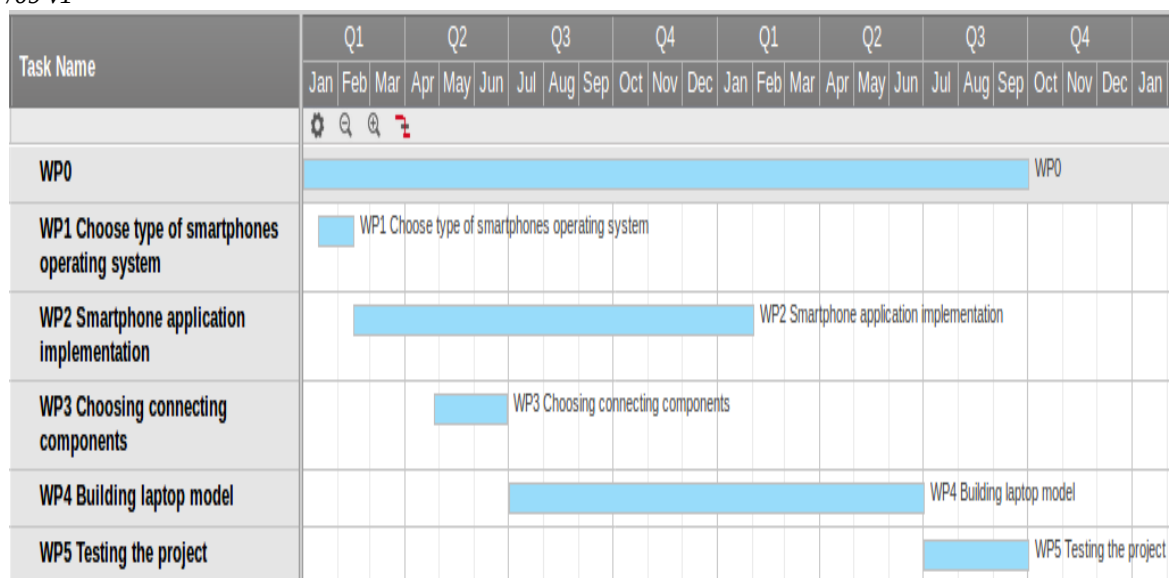 Q1 Q2 Q3 Q4 Q1 Q2 Q3 Q4
Task Name
Jan Feb Mar Apr May Jun Jul Aug Sep Oct Nov Dec Jan Feb Mar Apr May Jun Jul Aug Sep Oct Nov Dec Jan
WP0 WP0
WP1 Choose type of smartphones
operating system
WP1 Choose type of smartphones operating system
WP2 Smartphone application
implementation
WP2 Smartphone application implementation
WP3 Choosing connecting
components
WP3 Choosing connecting components
WP4 Building laptop model WP4 Building laptop model
WP5 Testing the project WP5 Testing the project